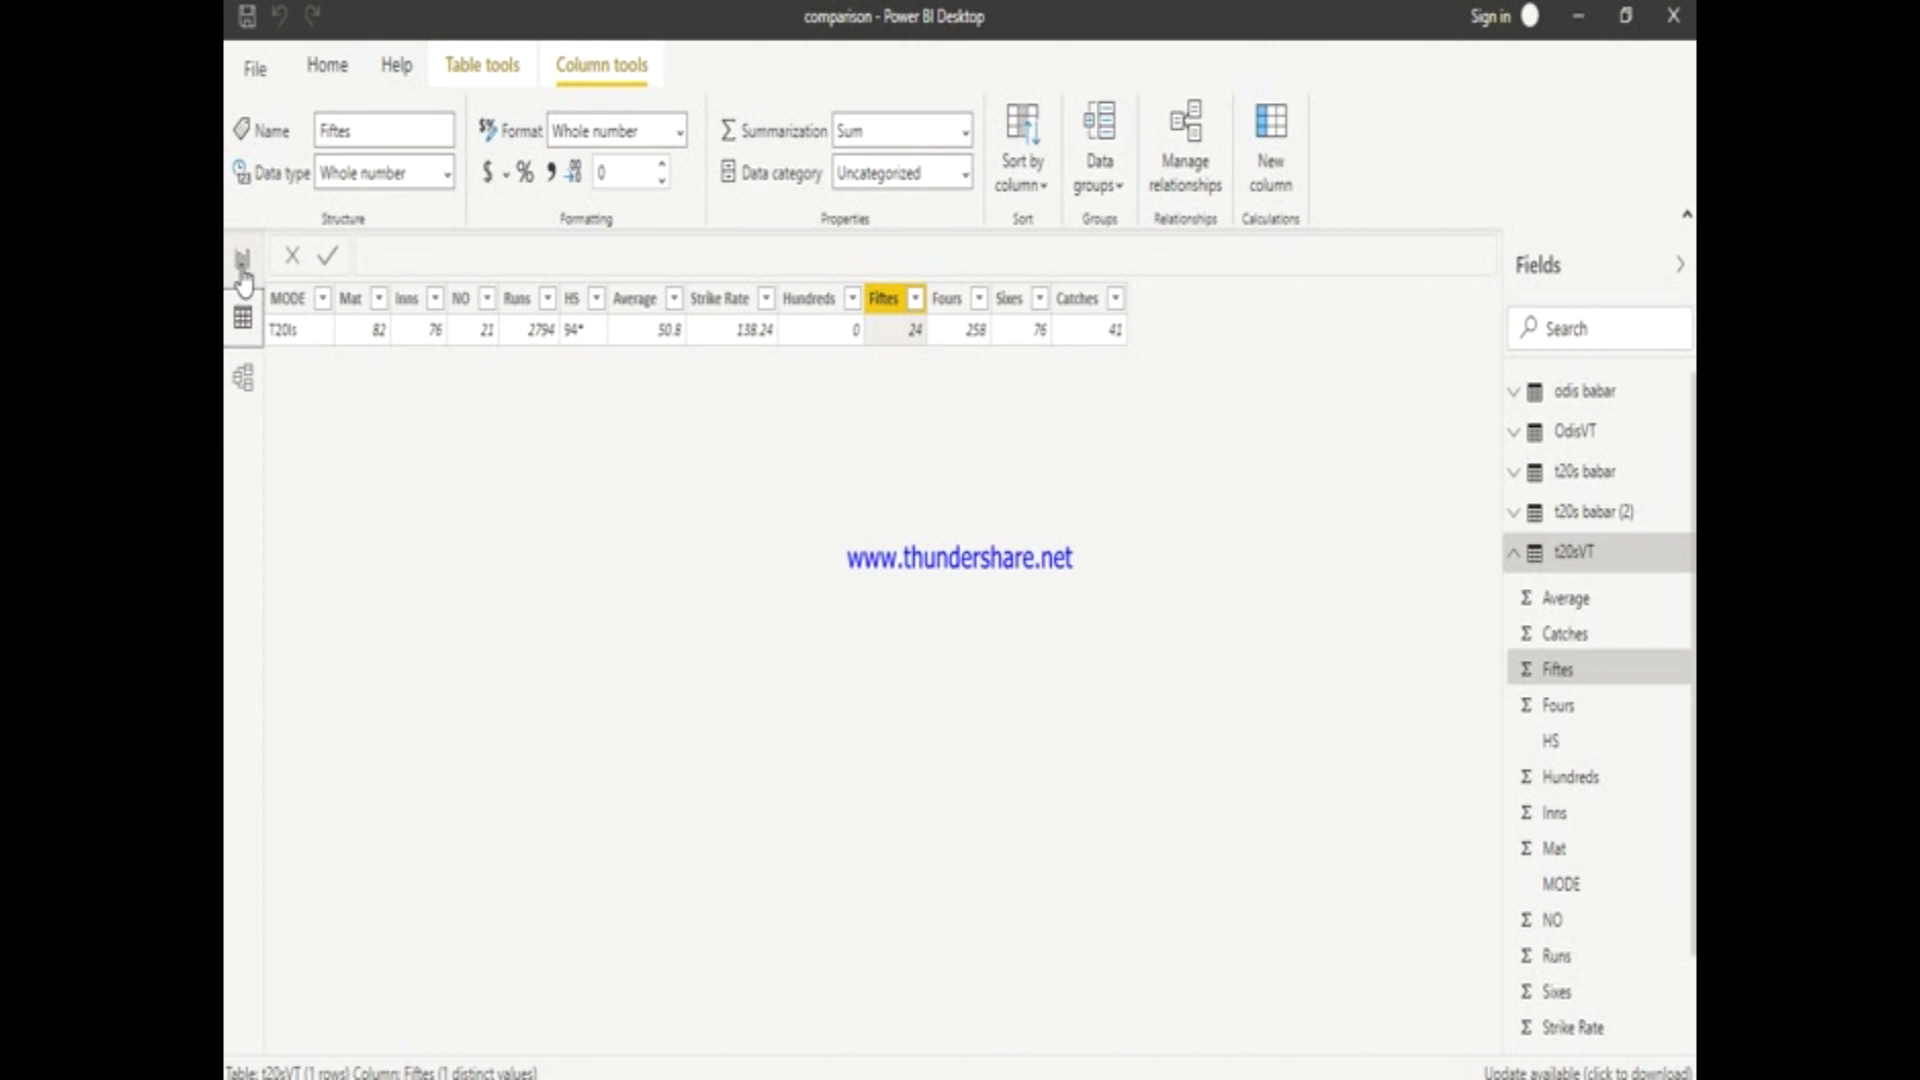 comparison - Power BI Desktop
Sign in
File Home Help Table tools Column tools
Name Fiftes
Format Whole number
Summarization Sum
Data type Whole number
$ % 0
Data category Uncategorized
Sort by column
Data groups
Manage relationships
New column
Structure Formatting Properties Sort Groups Relationships Calculations
MODE Mat Inns NO Runs HS Average Strike Rate Hundreds Fiftes Fours Sixes Catches
T20Is 82 76 21 2794 94* 50.8 138.24 0 24 258 76 41
www.thundershare.net
Fields
Search
odis babar
OdisVT
t20s babar
t20s babar (2)
t20sVT
Σ Average
Σ Catches
Σ Fiftes
Σ Fours
HS
Σ Hundreds
Σ Inns
Σ Mat
MODE
Σ NO
Σ Runs
Σ Sixes
Σ Strike Rate
Table: t20sVT (1 rows) Column: Fiftes (1 distinct values)
Update available (click to download)